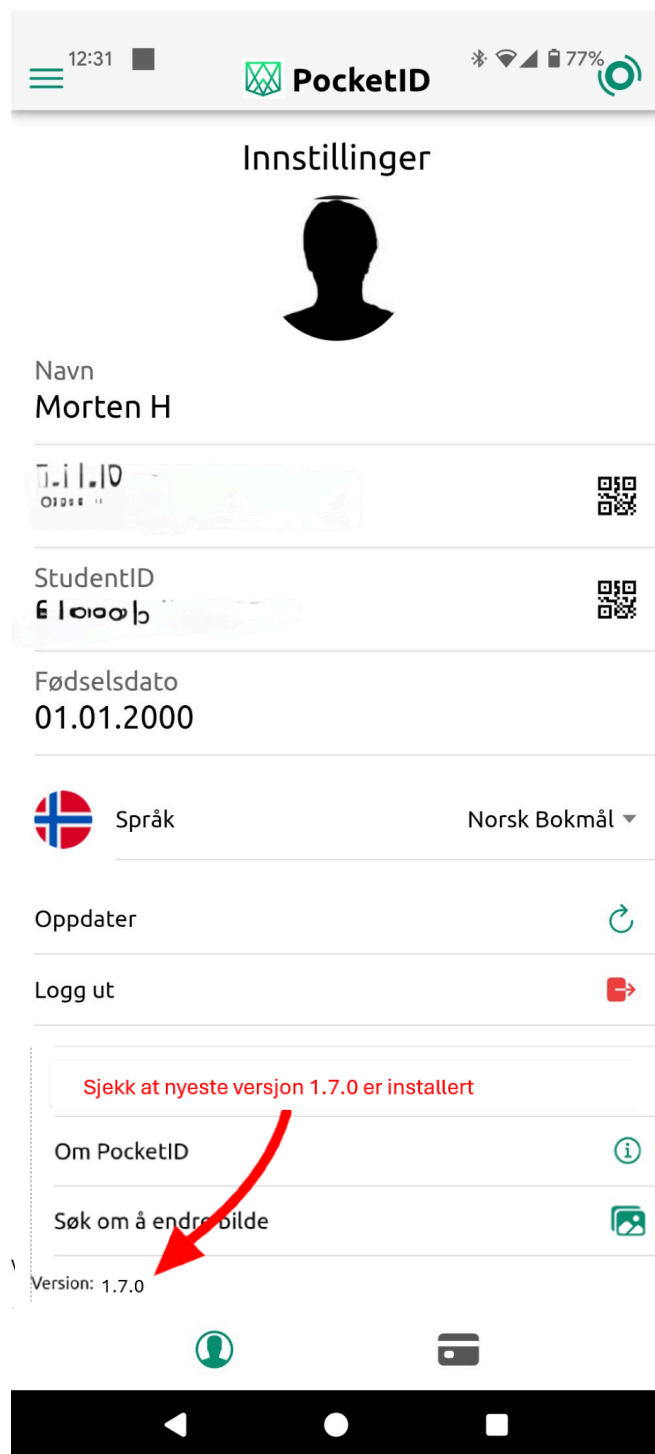 12:31
77%
PocketID
Innstillinger
Navn
Morten H
StudentID
Fødselsdato
01.01.2000
Språk
Norsk Bokmål
Oppdater
Logg ut
Sjekk at nyeste versjon 1.7.0 er installert
Om PocketID
Søk om å endre bilde
Version: 1.7.0